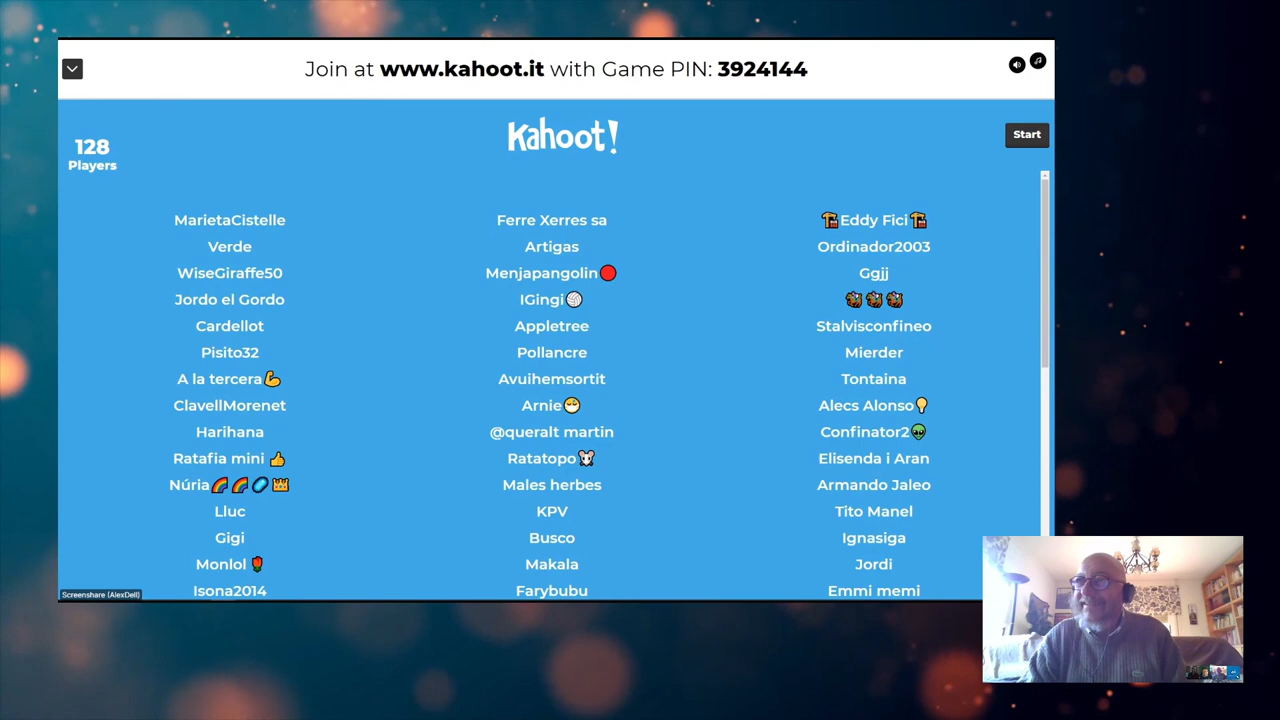 Join at www.kahoot.it with Game PIN: 3924144
Kahoot!
Start
128
Players
MarietaCistelle
Ferre Xerres sa
🏗️Eddy Fici🏗️
Verde
Artigas
Ordinador2003
WiseGiraffe50
Menjapangolin🔴
Ggjj
Jordo el Gordo
IGingi🏐
Cardellot
Appletree
Stalvisconfineo
Pisito32
Pollancre
Mierder
A la tercera💪
Avuihemsortit
Tontaina
ClavellMorenet
Arnie😷
Alecs Alonso
Harihana
@queralt martin
Confinator2👽
Ratafia mini 👍
Ratatopo🐭
Elisenda i Aran
Núria🌈🌈
Males herbes
Armando Jaleo
Lluc
KPV
Tito Manel
Gigi
Busco
Ignasiga
Monlol 🌹
Makala
Jordi
Isona2014
Farybubu
Emmi memi
Screenshare (AlexDell)